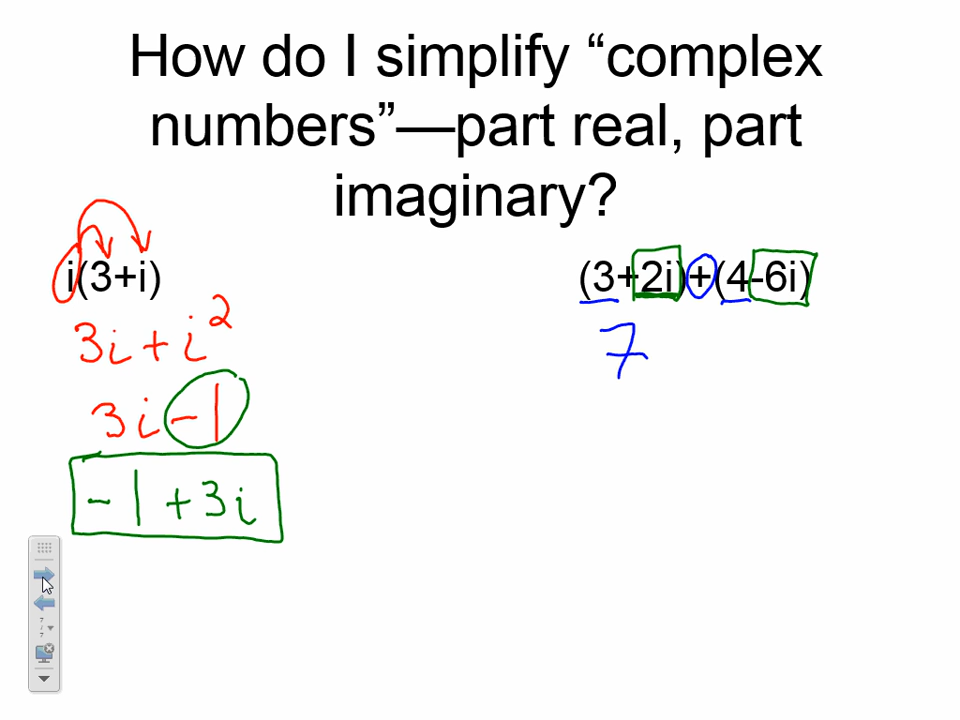 How do I simplify “complex
numbers”—part real, part
imaginary?
i(3+i)
3i + i²
3i - 1
-1 + 3i
(3+2i)+(4-6i)
7